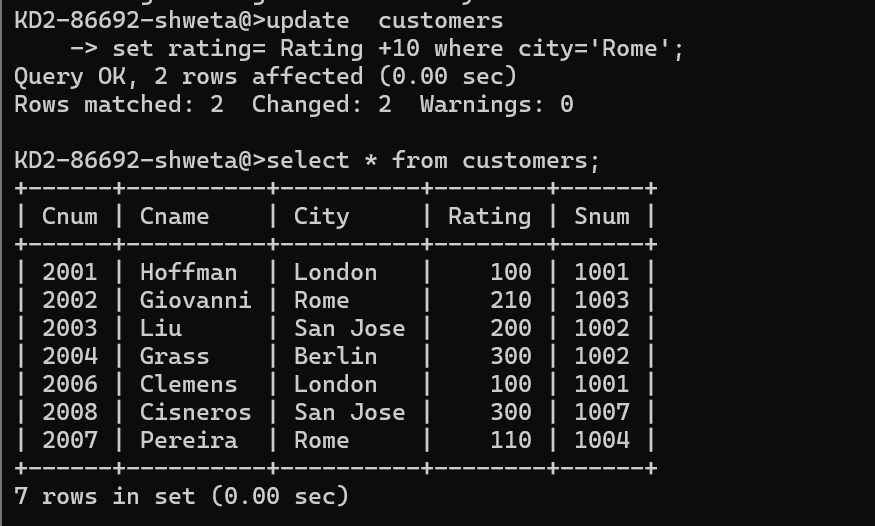 KD2-86692-shweta@>update  customers
    -> set rating= Rating +10 where city='Rome';
Query OK, 2 rows affected (0.00 sec)
Rows matched: 2  Changed: 2  Warnings: 0
KD2-86692-shweta@>select * from customers;
+------+----------+----------+--------+------+
| Cnum | Cname    | City     | Rating | Snum |
+------+----------+----------+--------+------+
| 2001 | Hoffman  | London   |    100 | 1001 |
| 2002 | Giovanni | Rome     |    210 | 1003 |
| 2003 | Liu      | San Jose |    200 | 1002 |
| 2004 | Grass    | Berlin   |    300 | 1002 |
| 2006 | Clemens  | London   |    100 | 1001 |
| 2008 | Cisneros | San Jose |    300 | 1007 |
| 2007 | Pereira  | Rome     |    110 | 1004 |
+------+----------+----------+--------+------+
7 rows in set (0.00 sec)